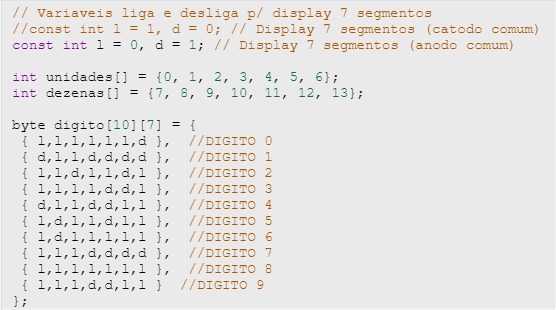 // Variaveis liga e desliga p/ display 7 segmentos
//const int l = 1, d = 0; // Display 7 segmentos (catodo comum)
const int l = 0, d = 1; // Display 7 segmentos (anodo comum)
int unidades[] = {0, 1, 2, 3, 4, 5, 6};
int dezenas[] = {7, 8, 9, 10, 11, 12, 13};
byte digito[10][7] = {
{ l,l,l,l,l,l,d },  //DIGITO 0
{ d,l,l,d,d,d,d },  //DIGITO 1
{ l,l,d,l,l,d,l },  //DIGITO 2
{ l,l,l,l,d,d,l },  //DIGITO 3
{ d,l,l,d,d,l,l },  //DIGITO 4
{ l,d,l,l,d,l,l },  //DIGITO 5
{ l,d,l,l,l,l,l },  //DIGITO 6
{ l,l,l,d,d,d,d },  //DIGITO 7
{ l,l,l,l,l,l,l },  //DIGITO 8
{ l,l,l,d,d,l,l }  //DIGITO 9
};